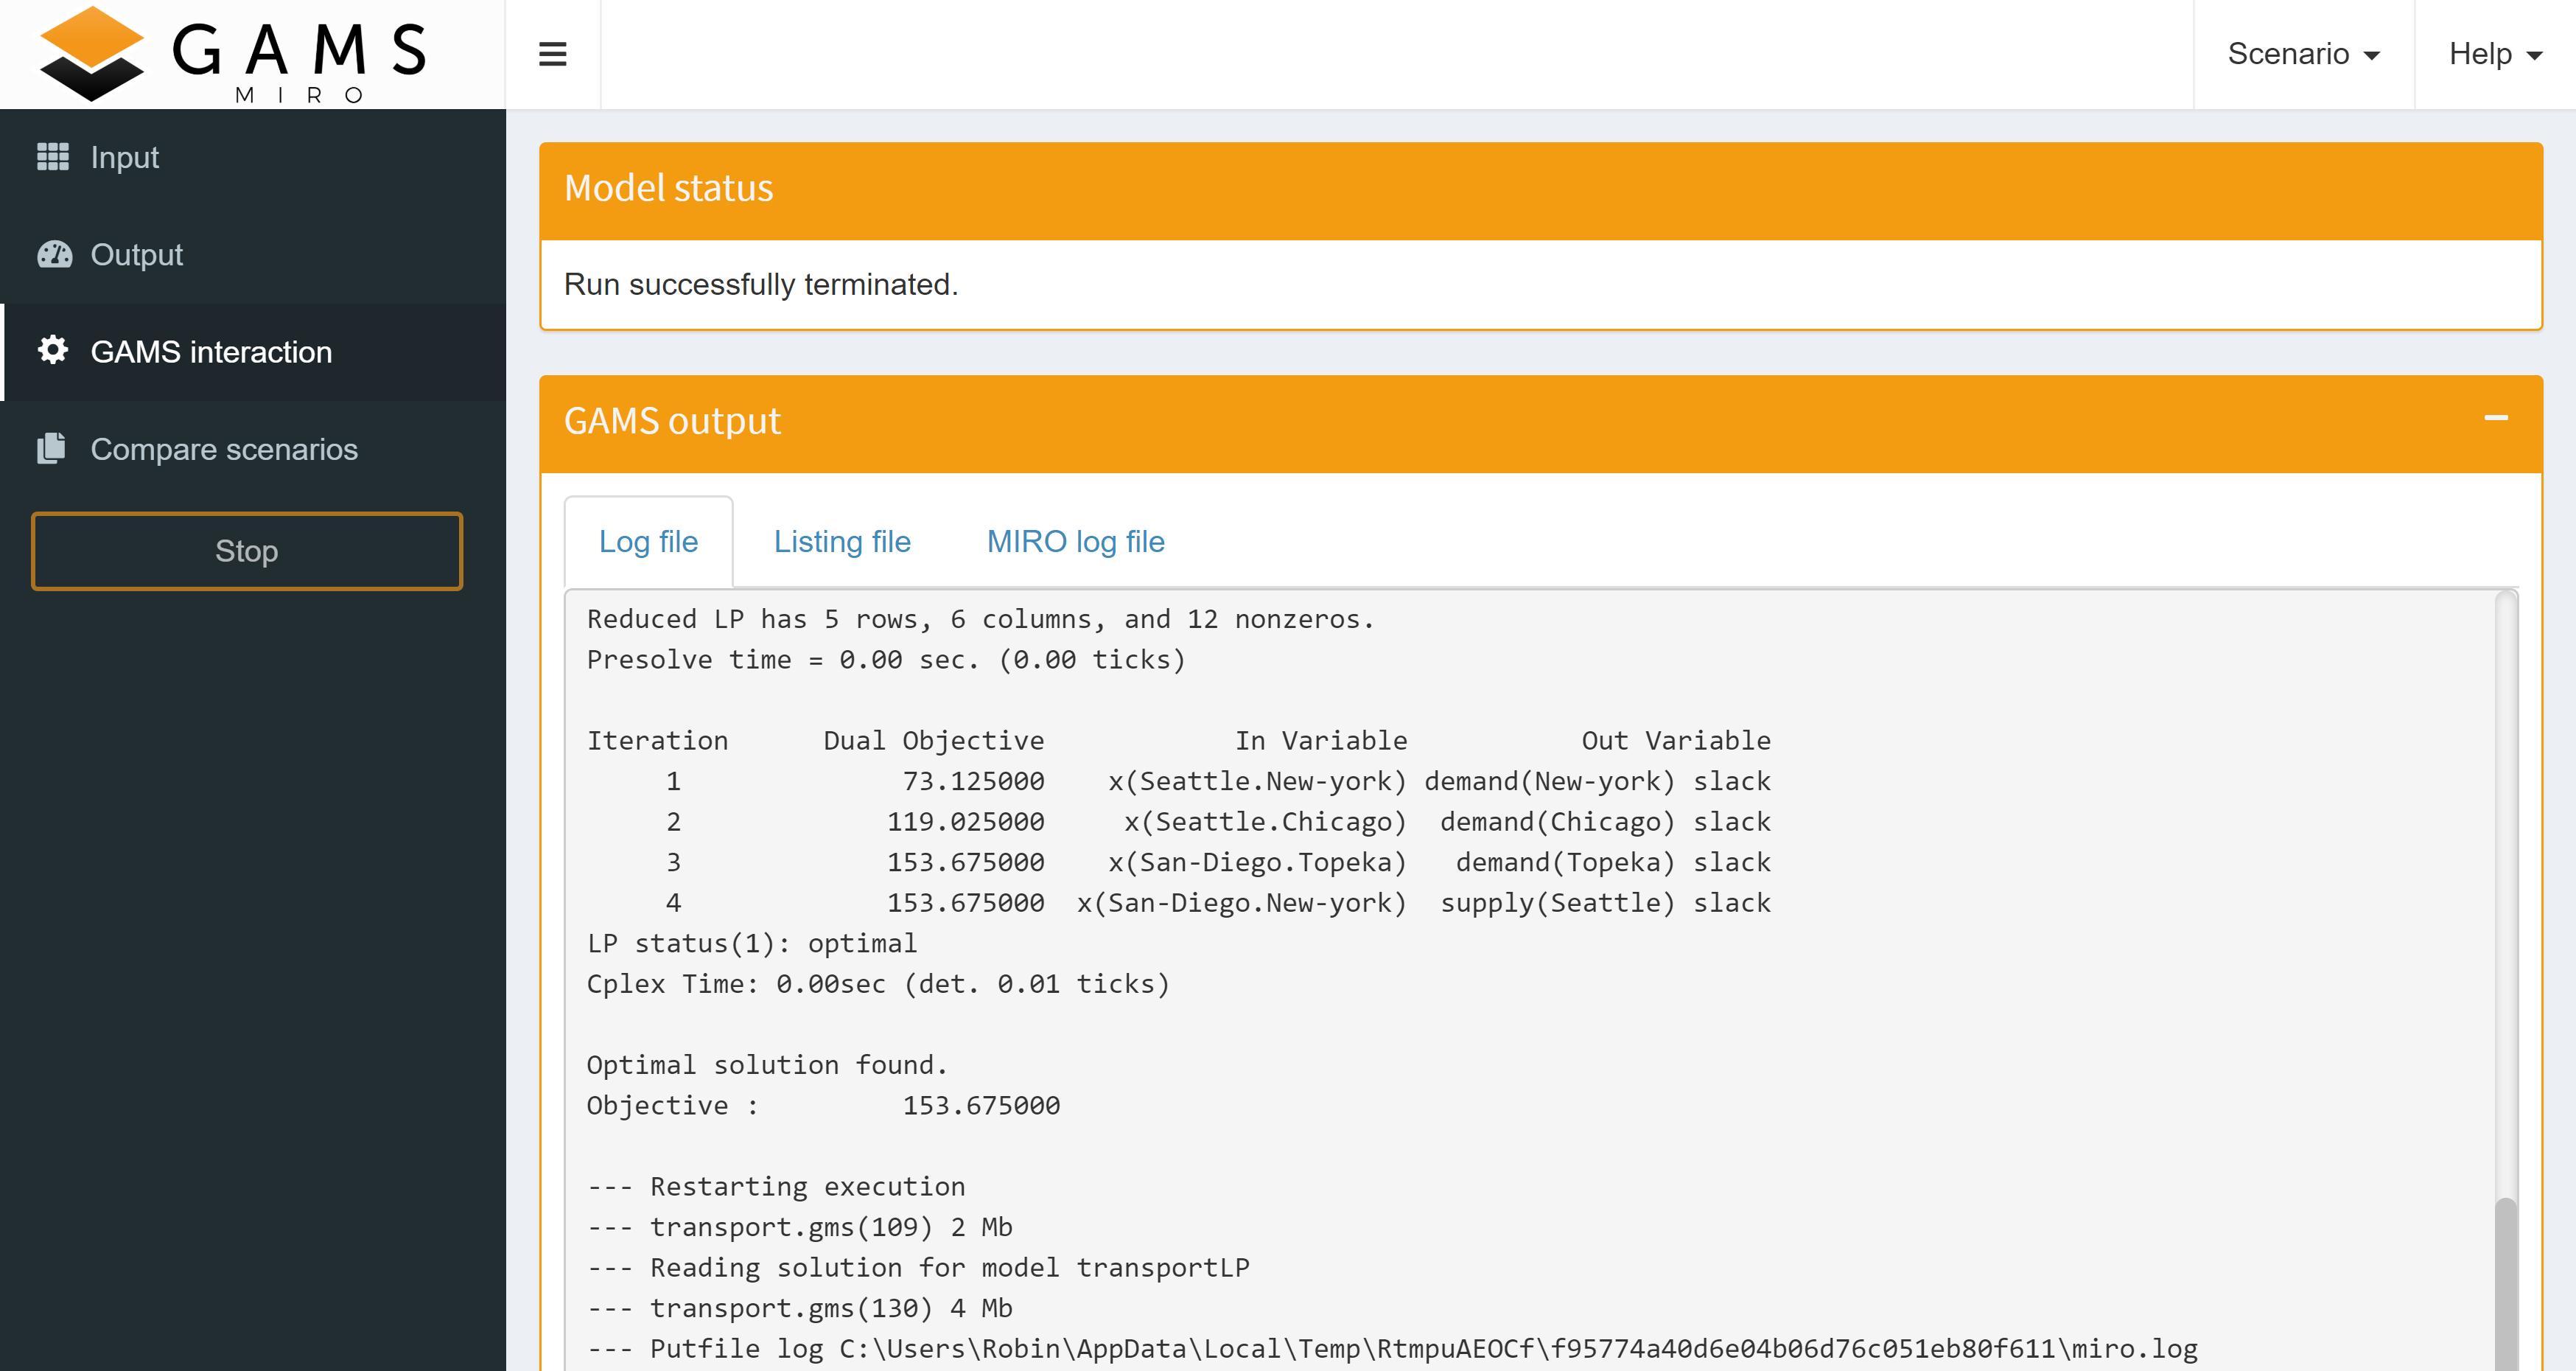 GAMS
MIRO
Scenario
Help
Input
Output
GAMS interaction
Compare scenarios
Stop
Model status
Run successfully terminated.
GAMS output
Log file
Listing file
MIRO log file
Reduced LP has 5 rows, 6 columns, and 12 nonzeros.
Presolve time = 0.00 sec. (0.00 ticks)
Iteration      Dual Objective            In Variable           Out Variable
     1              73.125000    x(Seattle.New-york) demand(New-york) slack
     2             119.025000     x(Seattle.Chicago)  demand(Chicago) slack
     3             153.675000    x(San-Diego.Topeka)   demand(Topeka) slack
     4             153.675000  x(San-Diego.New-york)  supply(Seattle) slack
LP status(1): optimal
Cplex Time: 0.00sec (det. 0.01 ticks)
Optimal solution found.
Objective :         153.675000
--- Restarting execution
--- transport.gms(109) 2 Mb
--- Reading solution for model transportLP
--- transport.gms(130) 4 Mb
--- Putfile log C:\Users\Robin\AppData\Local\Temp\RtmpuAEOCf\f95774a40d6e04b06d76c051eb80f611\miro.log